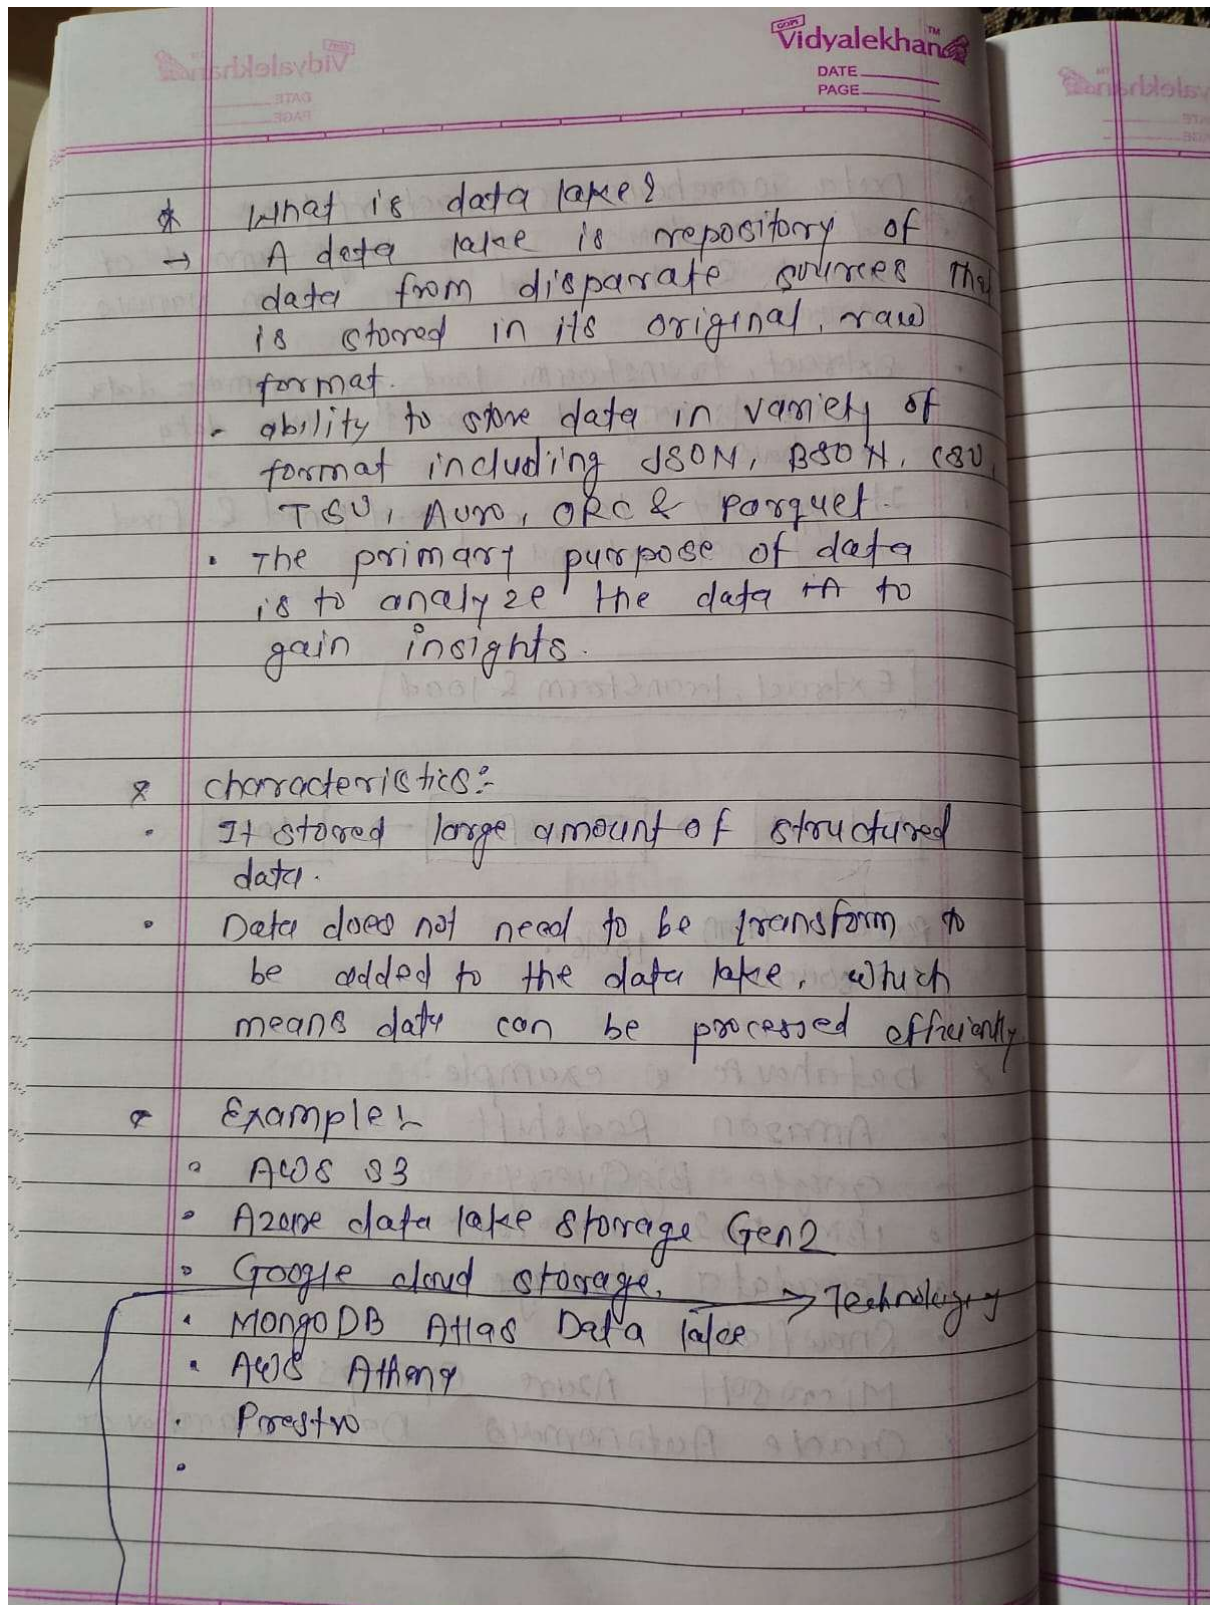 Vidyalekhan
DATE
PAGE
* What is data lake?
→ A data lake is repository of
data from disparate sources that
is stored in its original, raw
format.
- ability to store data in variety of
format including JSON, BSON, CSV,
TSV, Avro, ORC & Parquet.
• The primary purpose of data
is to analyze the data to
gain insights.
* Characteristics:-
• It stored large amount of structured
data.
• Data does not need to be transform to
be added to the data lake, which
means data can be processed efficiently
* Example:-
• AWS S3
• Azure data lake storage Gen2
• Google cloud storage.
→ Technology
• MongoDB Atlas Data lake
• AWS Athena
• Prestro
•